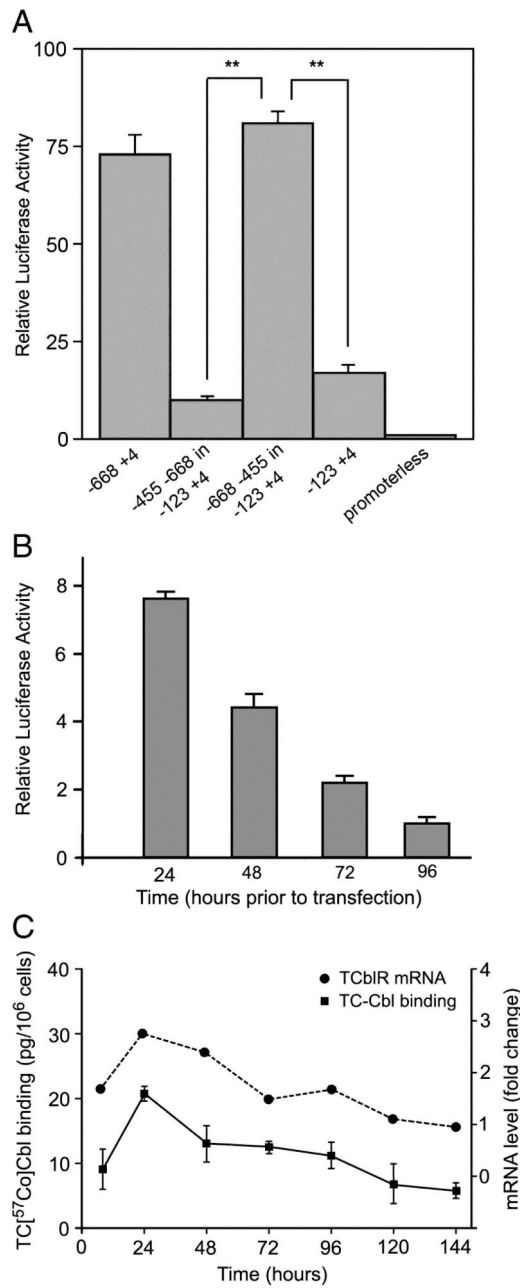 A
Relative Luciferase Activity
100
75
50
25
0
**
**
-668 +4
-455 -668 in
-123 +4
-668 -455 in
-123 +4
-123 +4
promoterless
B
Relative Luciferase Activity
8
6
4
2
0
24 48 72 96
Time (hours prior to transfection)
C
TC[⁵⁷Co]Cbl binding (pg/10⁶ cells)
40
30
20
10
0
TCblR mRNA
TC-Cbl binding
4
3
2
1
0
mRNA level (fold change)
0 24 48 72 96 120 144
Time (hours)